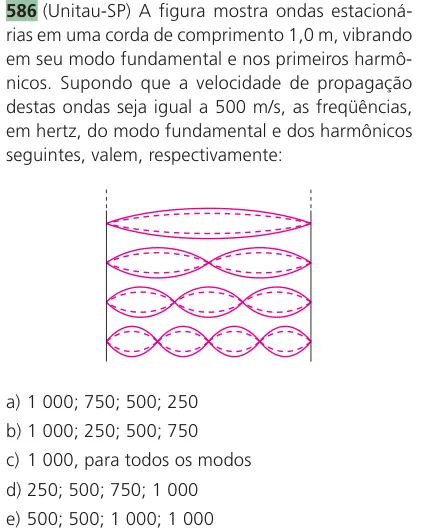 586 (Unitau-SP) A figura mostra ondas estacioná-
rias em uma corda de comprimento 1,0 m, vibrando
em seu modo fundamental e nos primeiros harmô-
nicos. Supondo que a velocidade de propagação
destas ondas seja igual a 500 m/s, as freqüências,
em hertz, do modo fundamental e dos harmônicos
seguintes, valem, respectivamente:
a) 1 000; 750; 500; 250
b) 1 000; 250; 500; 750
c) 1 000, para todos os modos
d) 250; 500; 750; 1 000
e) 500; 500; 1 000; 1 000